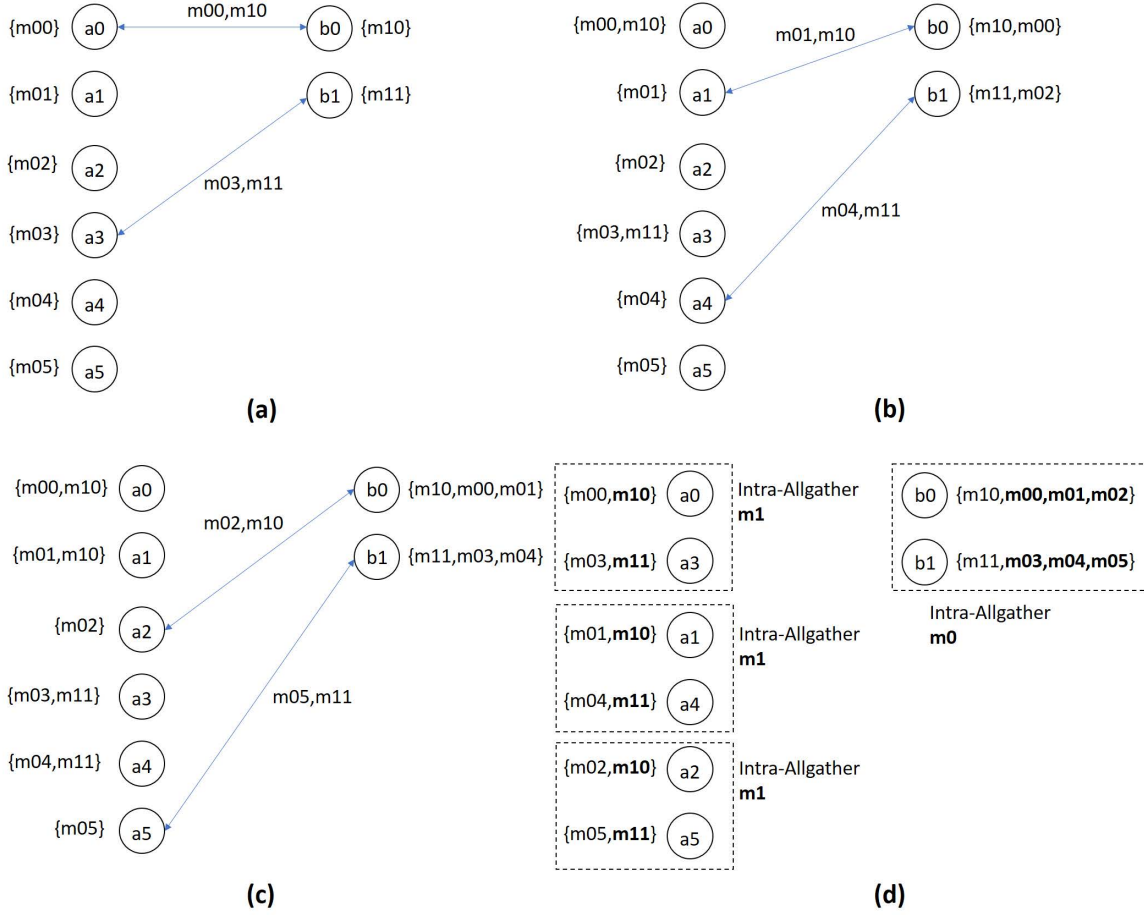 {m00} a0 m00,m10 b0 {m10}
{m01} a1 b1 {m11}
{m02} a2
m03,m11
{m03} a3
{m04} a4
{m05} a5
(a)
{m00,m10} a0 b0 {m10,m00}
m01,m10
{m01} a1 b1 {m11,m02}
{m02} a2
m04,m11
{m03,m11} a3
{m04} a4
{m05} a5
(b)
{m00,m10} a0 b0 {m10,m00,m01}
m02,m10
{m01,m10} a1 b1 {m11,m03,m04}
{m02} a2
{m03,m11} a3
m05,m11
{m04,m11} a4
{m05} a5
(c)
{m00,m10} a0 Intra-Allgather
m1
{m03,m11} a3
{m01,m10} a1 Intra-Allgather
m1
{m04,m11} a4
{m02,m10} a2 Intra-Allgather
m1
{m05,m11} a5
b0 {m10,m00,m01,m02}
b1 {m11,m03,m04,m05}
Intra-Allgather
m0
(d)